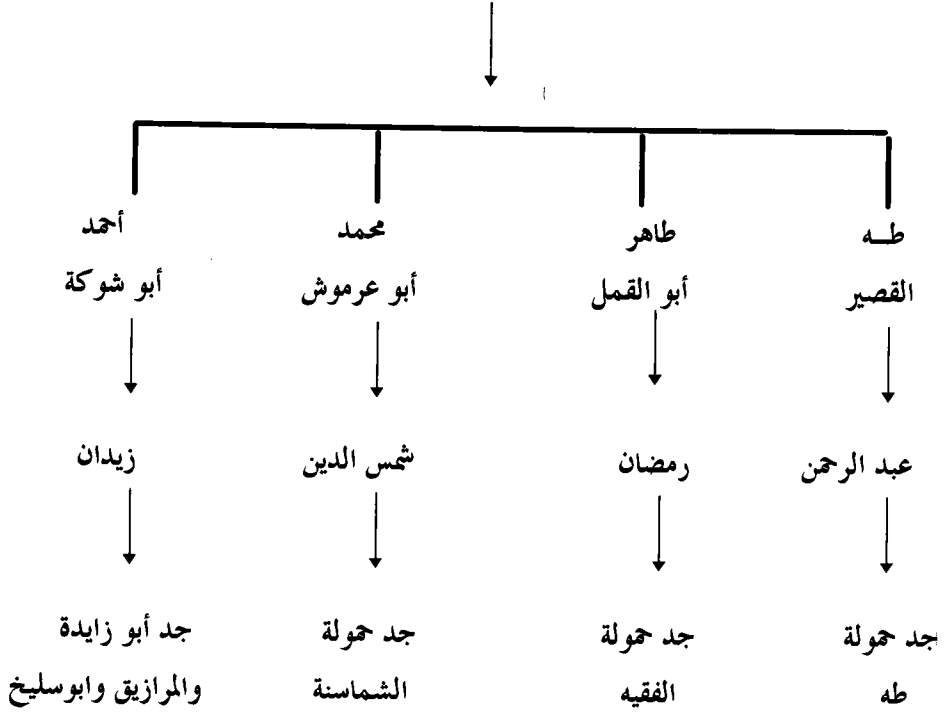 طــه
طاهر
محمد
أحمد
القصير
أبو القمل
أبو عرموش
أبو شوكة
عبد الرحمن
رمضان
شمس الدين
زيدان
جد حمولة
جد حمولة
جد حمولة
جد أبو زايدة
طه
الفقيه
الشماسنة
والمرازيق وابوسليخ